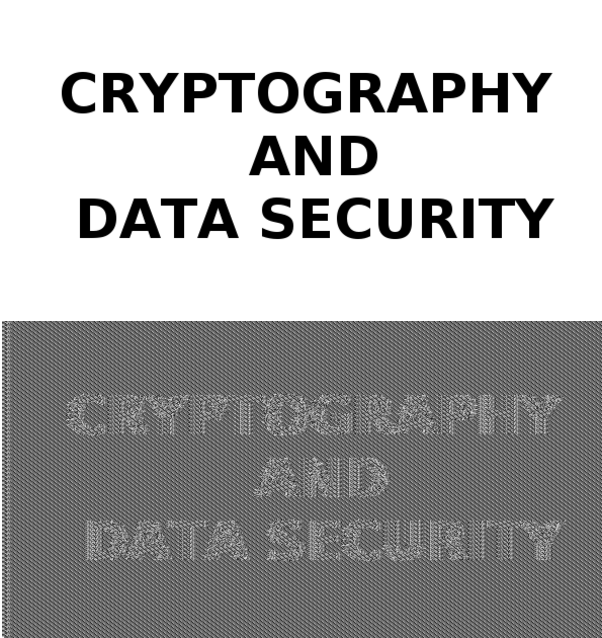 CRYPTOGRAPHY
AND
DATA SECURITY
CRYPTOGRAPHY
AND
DATA SECURITY